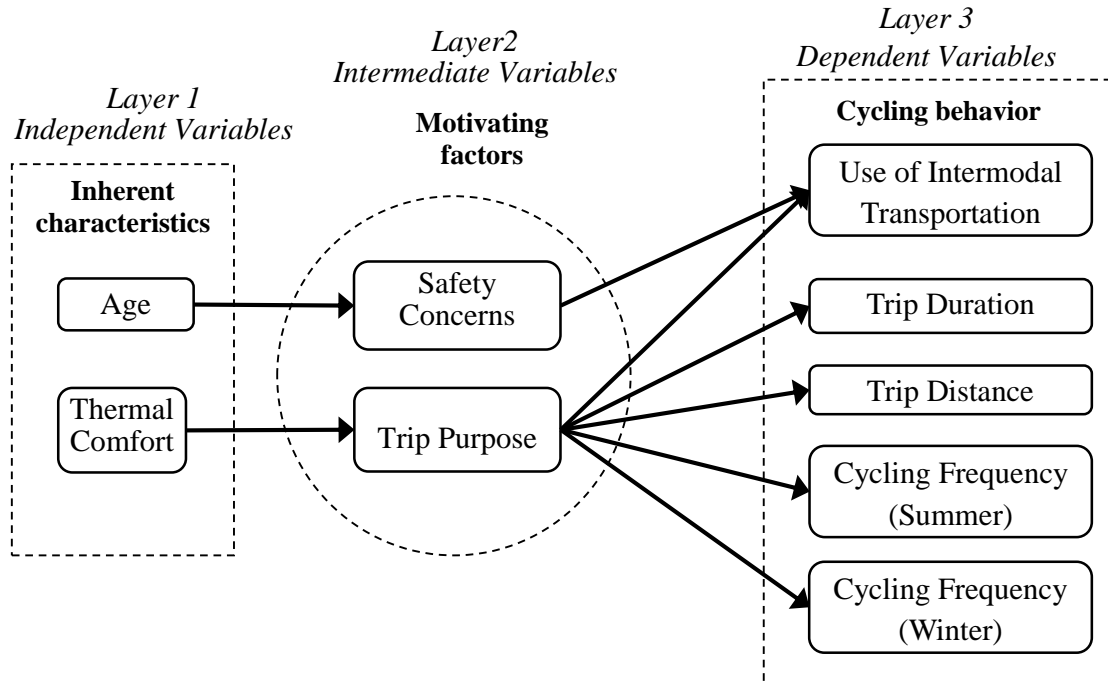 Layer 1
Independent Variables
Inherent
characteristics
Age
Thermal
Comfort
Layer2
Intermediate Variables
Motivating
factors
Safety
Concerns
Trip Purpose
Layer 3
Dependent Variables
Cycling behavior
Use of Intermodal
Transportation
Trip Duration
Trip Distance
Cycling Frequency
(Summer)
Cycling Frequency
(Winter)